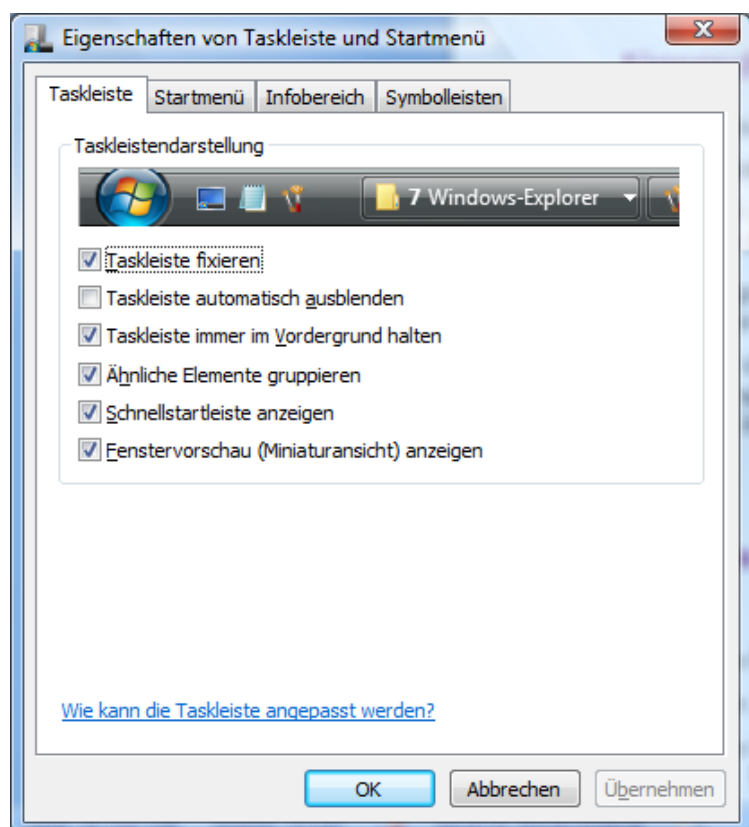 Eigenschaften von Taskleiste und Startmenü
Taskleiste Startmenü Infobereich Symbolleisten
Taskleistendarstellung
7 Windows-Explorer
Taskleiste fixieren
Taskleiste automatisch ausblenden
Taskleiste immer im Vordergrund halten
Ähnliche Elemente gruppieren
Schnellstartleiste anzeigen
Fenstervorschau (Miniaturansicht) anzeigen
Wie kann die Taskleiste angepasst werden?
OK Abbrechen Übernehmen